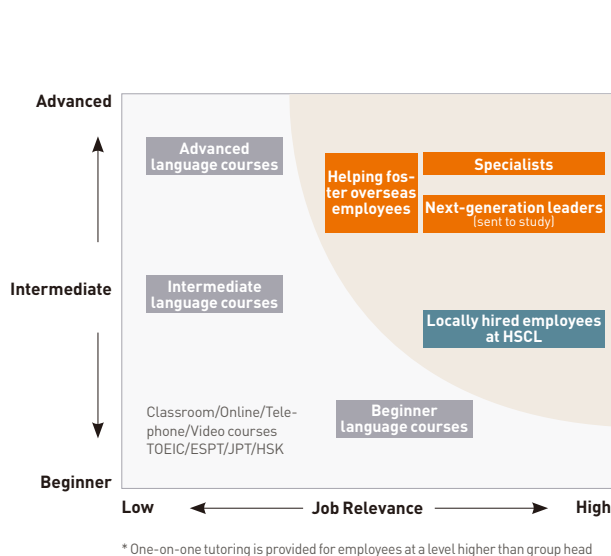 Advanced
Advanced
language courses
Helping fos-
ter overseas
employees
Specialists
Next-generation leaders
(sent to study)
Intermediate
Intermediate
language courses
Locally hired employees
at HSCL
Classroom/Online/Tele-
phone/Video courses
TOEIC/ESPT/JPT/HSK
Beginner
language courses
Beginner
Low
Job Relevance
High
* One-on-one tutoring is provided for employees at a level higher than group head